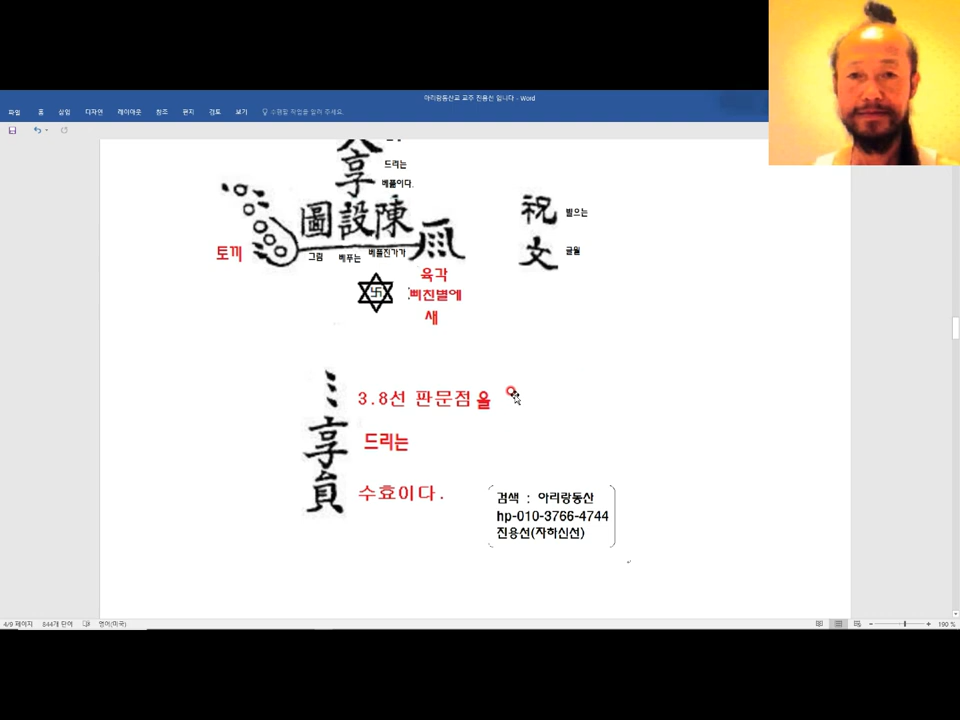 아리랑동산교 교주 진용선 입니다 - Word
파일 홈 삽입 디자인 레이아웃 참조 편지 검토 보기 수행할 작업을 알려 주세요.
享 드리는
베풂이다.
圖設陳
그림 베푸는 베풀진가가
토끼
육각
삐친별에
새
祝 빌으는
文 글월
3.8선 판문점을
享 드리는
員 수효이다.
검색 : 아리랑동산
hp-010-3766-4744
진용선(자하신선)
4/9 페이지 844개 단어 영어(미국) 190 %